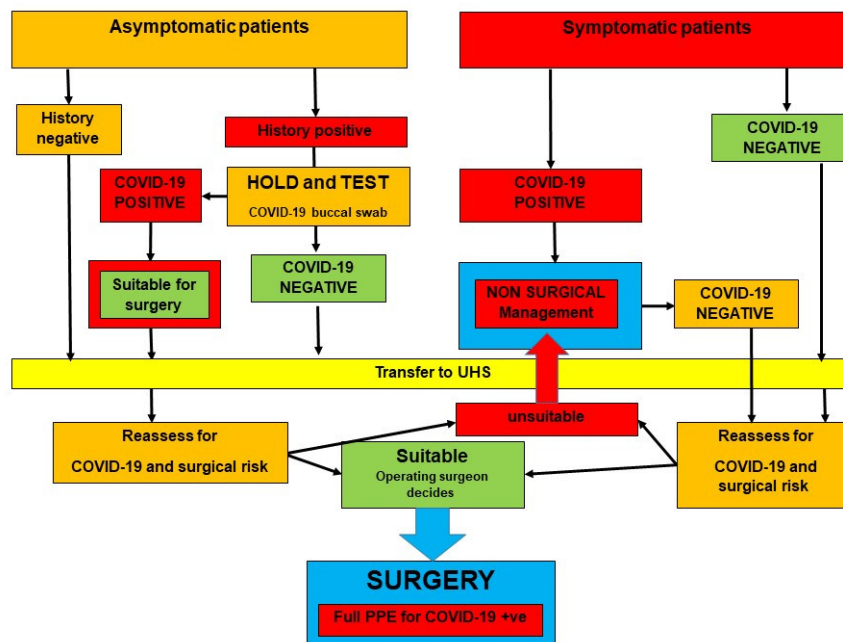 Asymptomatic patients
Symptomatic patients
History
negative
History positive
COVID-19
NEGATIVE
COVID-19
POSITIVE
HOLD and TEST
COVID-19 buccal swab
COVID-19
POSITIVE
Suitable for
surgery
COVID-19
NEGATIVE
NON SURGICAL
Management
COVID-19
NEGATIVE
Transfer to UHS
Reassess for
COVID-19 and surgical risk
unsuitable
Suitable
Operating surgeon
decides
Reassess for
COVID-19 and
surgical risk
SURGERY
Full PPE for COVID-19 +ve